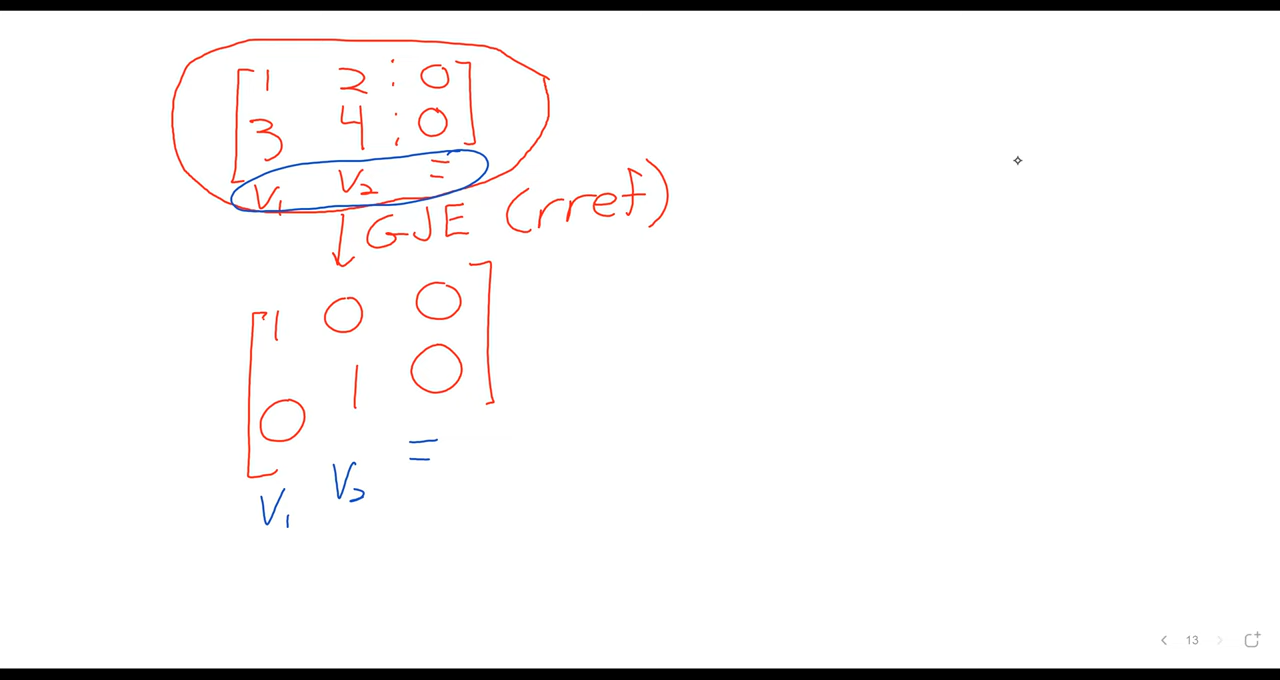 [1 2 ⋮ 0]
[3 4 ⋮ 0]
V₁ V₂ =
↓ GJE (rref)
[1 0 0]
[0 1 0]
V₁ V₂ =
13